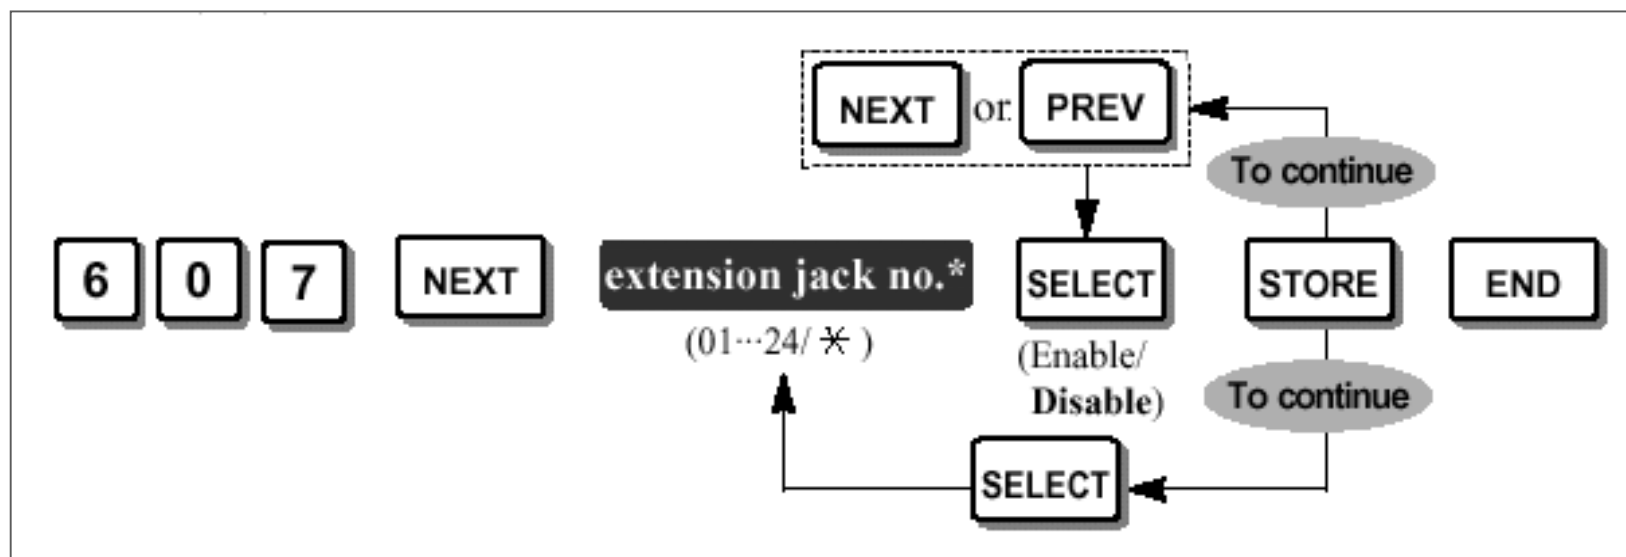 NEXT or PREV
To continue
6 0 7 NEXT extension jack no.* SELECT STORE END
(01···24/ ✳ ) (Enable/
Disable)
To continue
SELECT